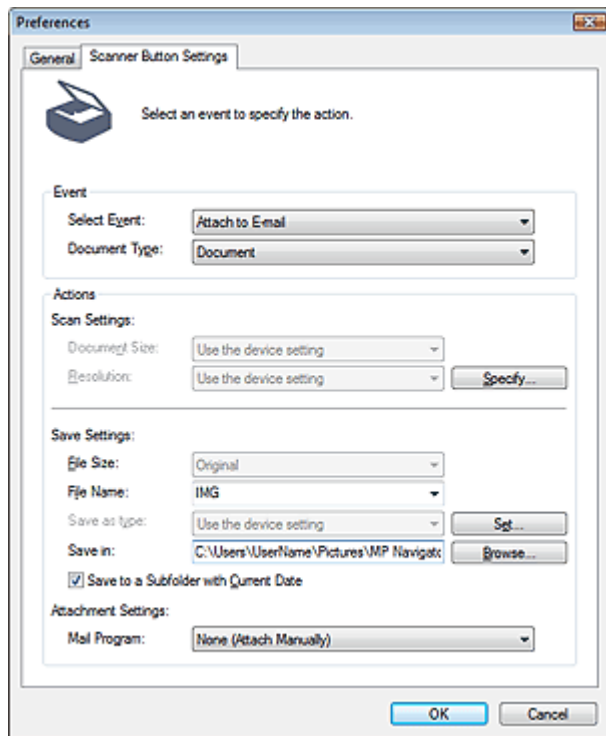 Preferences
General Scanner Button Settings
Select an event to specify the action.
Event
Select Event: Attach to E-mail
Document Type: Document
Actions
Scan Settings:
Document Size: Use the device setting
Resolution: Use the device setting Specify...
Save Settings:
File Size: Original
File Name: IMG
Save as type: Use the device setting Set...
Save in: C:\Users\UserName\Pictures\MP Navigato Browse...
Save to a Subfolder with Current Date
Attachment Settings:
Mail Program: None (Attach Manually)
OK Cancel